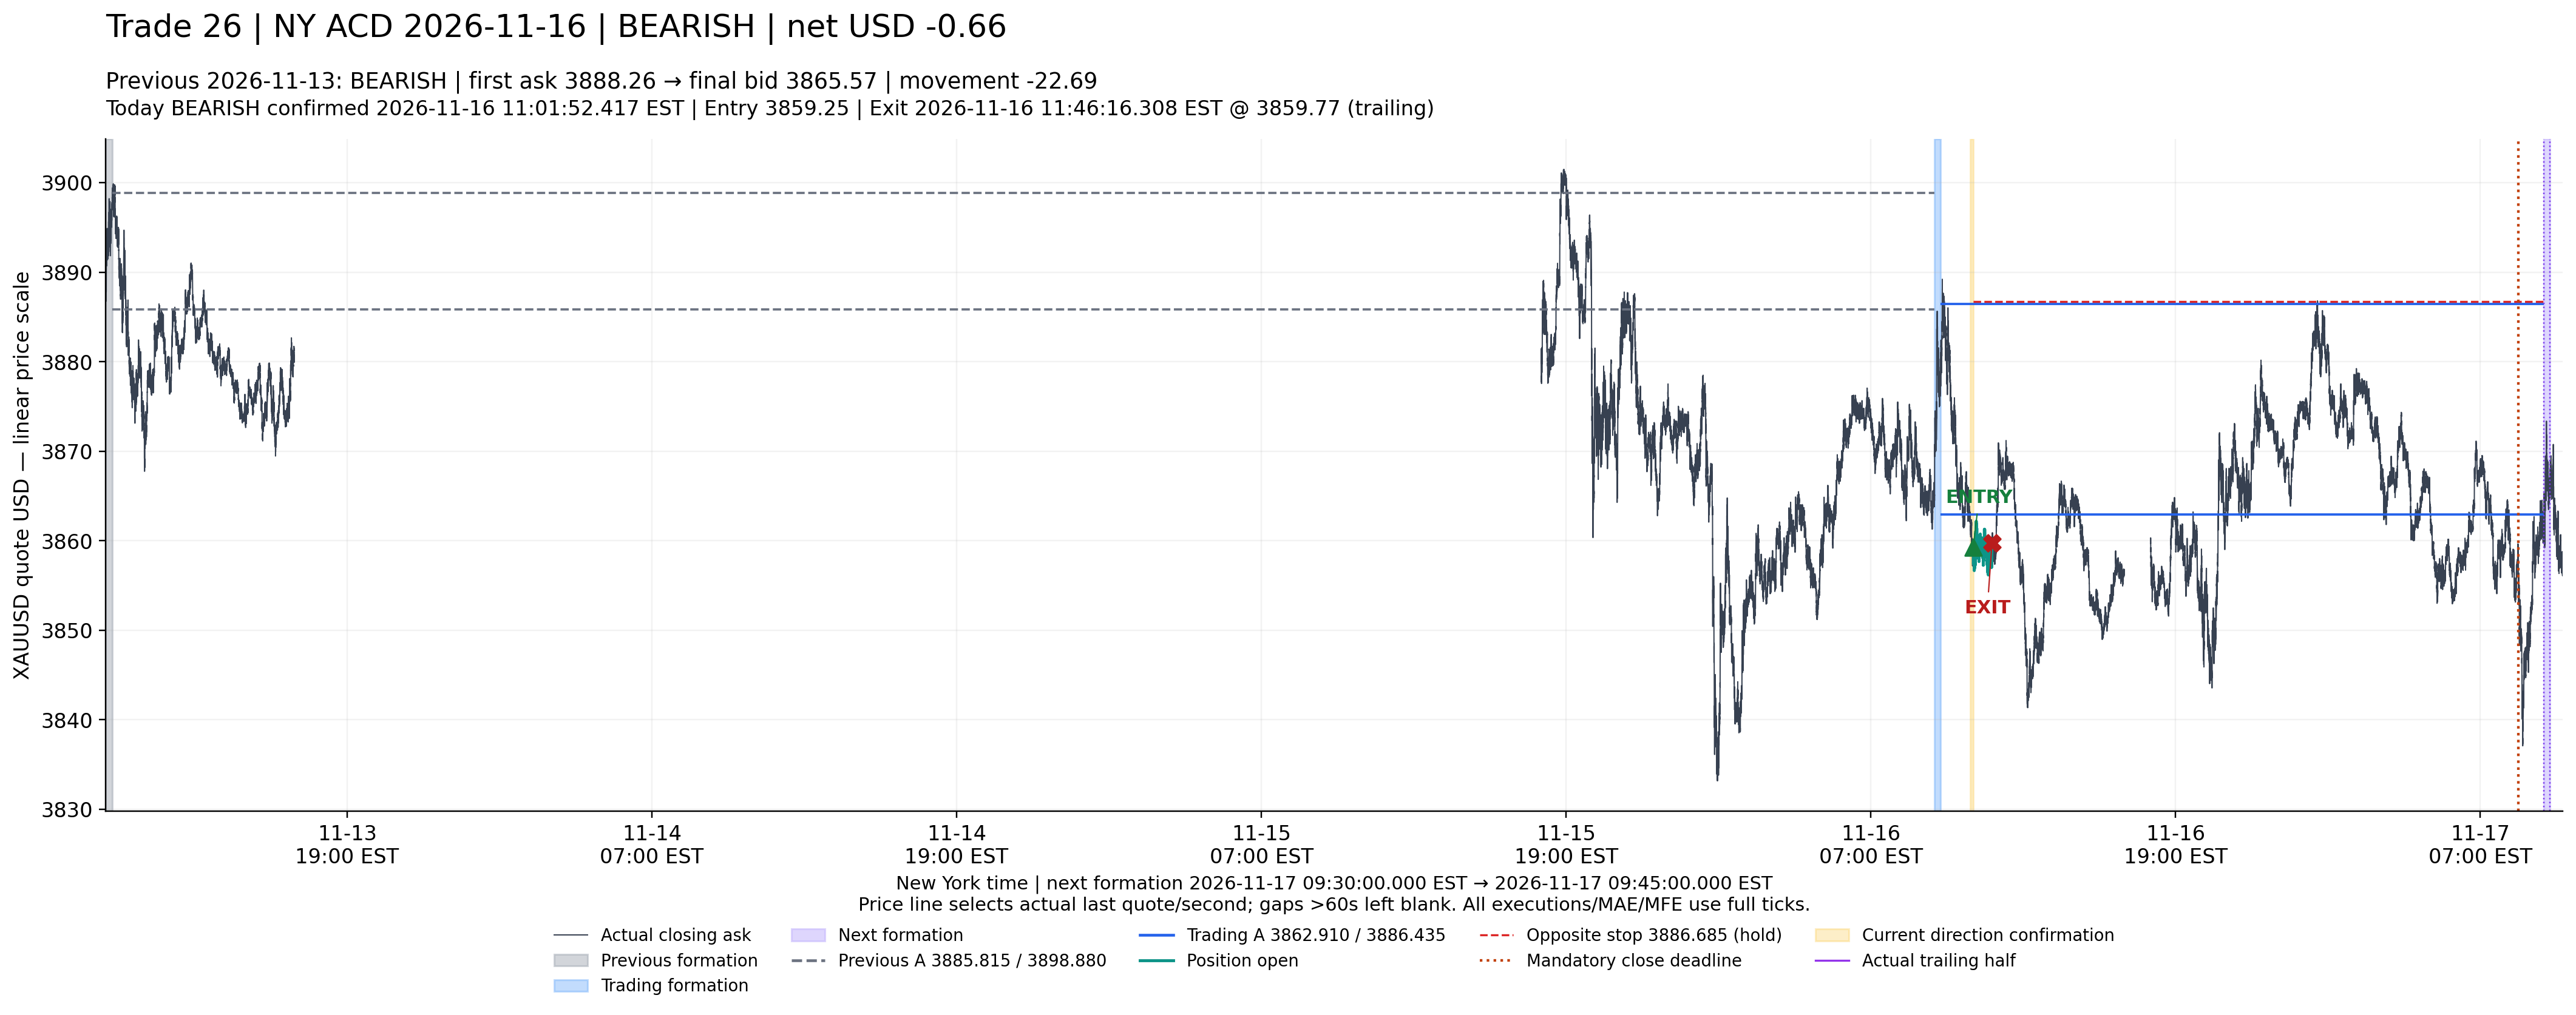 Trade 26 | NY ACD 2026-11-16 | BEARISH | net USD -0.66
Previous 2026-11-13: BEARISH | first ask 3888.26 → final bid 3865.57 | movement -22.69
Today BEARISH confirmed 2026-11-16 11:01:52.417 EST | Entry 3859.25 | Exit 2026-11-16 11:46:16.308 EST @ 3859.77 (trailing)
XAUUSD quote USD — linear price scale
3900
3890
3880
3870
3860
3850
3840
3830
ENTRY
EXIT
11-13 19:00 EST
11-14 07:00 EST
11-14 19:00 EST
11-15 07:00 EST
11-15 19:00 EST
11-16 07:00 EST
11-16 19:00 EST
11-17 07:00 EST
New York time | next formation 2026-11-17 09:30:00.000 EST → 2026-11-17 09:45:00.000 EST
Price line selects actual last quote/second; gaps >60s left blank. All executions/MAE/MFE use full ticks.
Actual closing ask
Previous formation
Trading formation
Next formation
Previous A 3885.815 / 3898.880
Trading A 3862.910 / 3886.435
Position open
Opposite stop 3886.685 (hold)
Mandatory close deadline
Current direction confirmation
Actual trailing half